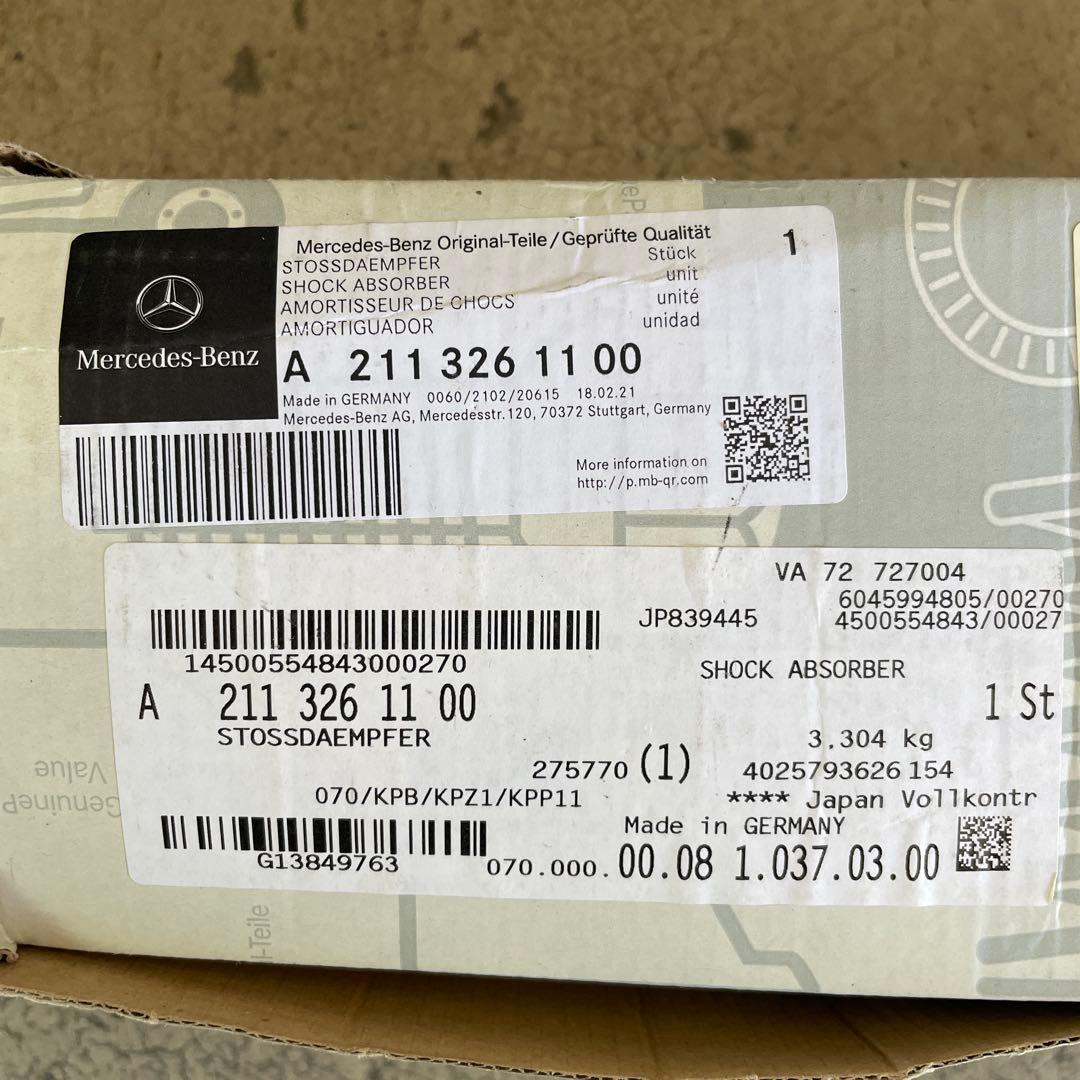 Mercedes-Benz
Mercedes-Benz Original-Teile/Geprüfte Qualität
1
STOSSDAEMPFER Stück
SHOCK ABSORBER unit
AMORTISSEUR DE CHOCS unité
AMORTIGUADOR unidad
A 211 326 11 00
Made in GERMANY 0060/2102/20615 18.02.21
Mercedes-Benz AG, Mercedesstr. 120, 70372 Stuttgart, Germany
More information on
http://p.mb-qr.com
VA 72 727004
6045994805/00270
JP839445 4500554843/00027
14500554843000270
SHOCK ABSORBER
A 211 326 11 00 1 St
STOSSDAEMPFER
3,304 kg
275770 (1) 4025793626154
070/KPB/KPZ1/KPP11 **** Japan Vollkontr
Made in GERMANY
G13849763 070.000. 00.08 1.037.03.00
Value
GenuineP
l-Teile